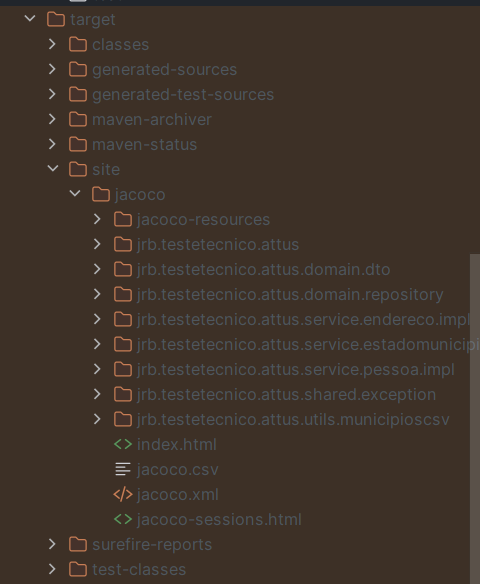 target
classes
generated-sources
generated-test-sources
maven-archiver
maven-status
site
jacoco
jacoco-resources
jrb.testetecnico.attus
jrb.testetecnico.attus.domain.dto
jrb.testetecnico.attus.domain.repository
jrb.testetecnico.attus.service.endereco.impl
jrb.testetecnico.attus.service.estadomunicipi
jrb.testetecnico.attus.service.pessoa.impl
jrb.testetecnico.attus.shared.exception
jrb.testetecnico.attus.utils.municipioscsv
index.html
jacoco.csv
jacoco.xml
jacoco-sessions.html
surefire-reports
test-classes